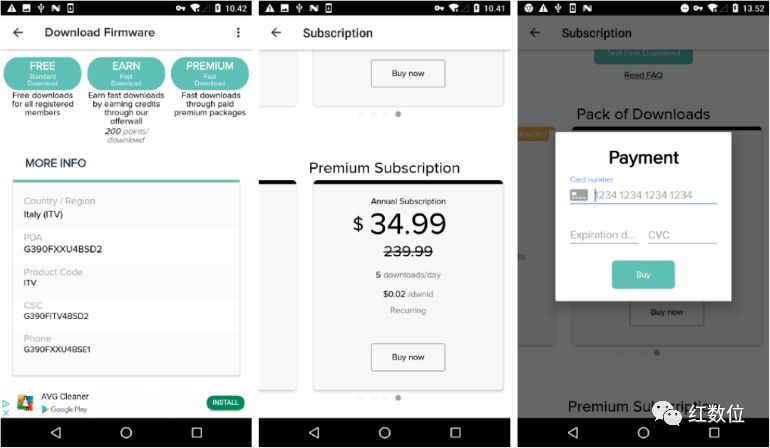 10.42
Download Firmware
FREE
Standard
Download
Free downloads
for all registered
members
EARN
Fast
Download
Earn fast downloads
by earning credits
through our
offerwall
200 points/
download
PREMIUM
Fast
Download
Fast downloads
through paid
premium packages
MORE INFO
Country / Region
Italy (ITV)
PDA
G390FXXU4BSD2
Product Code
ITV
CSC
G390FITV4BSD2
Phone
G390FXXU4BSE1
AVG Cleaner
Google Play
INSTALL
10.41
Subscription
Buy now
Premium Subscription
Annual Subscription
$ 34.99
239.99
5 downloads/day
$0.02 /dwnld
Recurring
Buy now
13.52
Subscription
Test Fast Download
Read FAQ
Pack of Downloads
MENDED
Payment
Card number
1234 1234 1234 1234
Expiration d...
CVC
Buy
Buy now
Premium Subscription
红数位